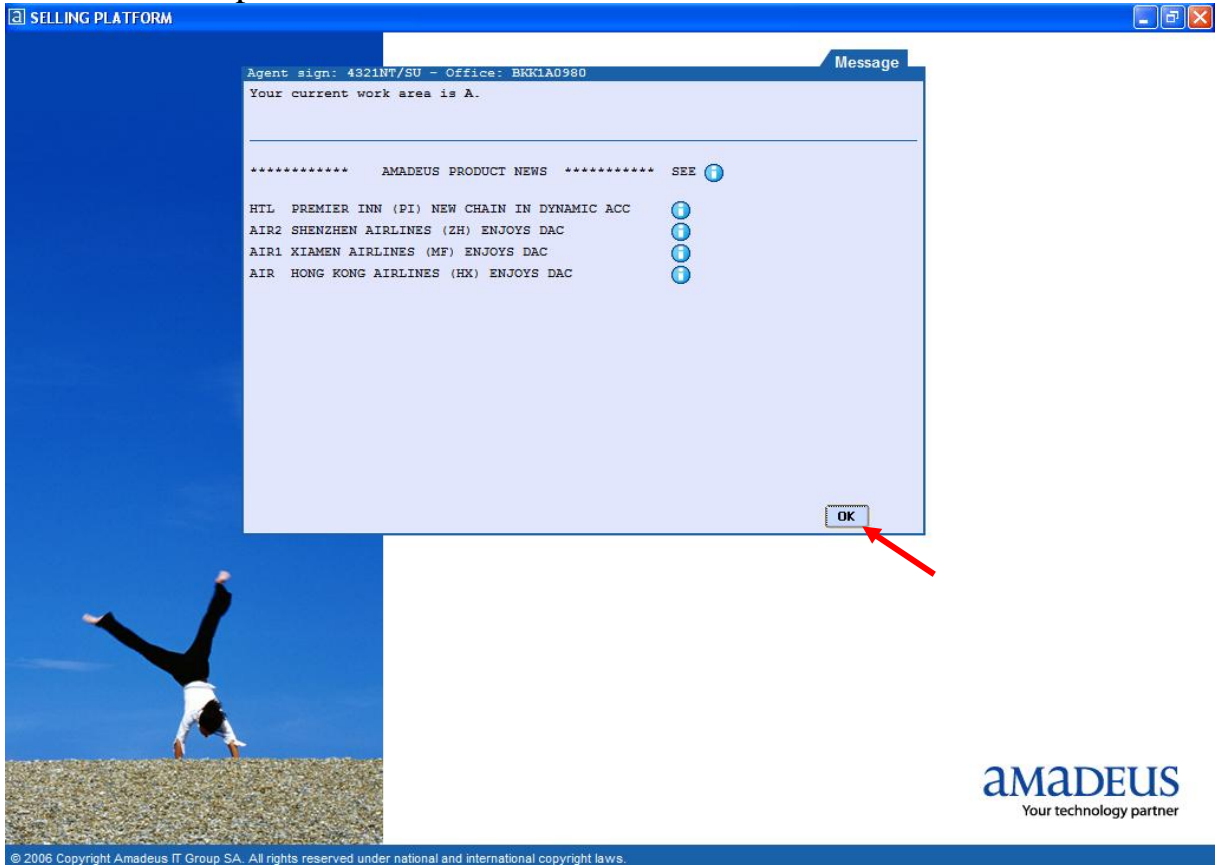 SELLING PLATFORM
Message
Agent sign: 4321NT/SU - Office: BKK1A0980
Your current work area is A.
************ AMADEUS PRODUCT NEWS *********** SEE
HTL PREMIER INN (PI) NEW CHAIN IN DYNAMIC ACC
AIR2 SHENZHEN AIRLINES (ZH) ENJOYS DAC
AIR1 XIAMEN AIRLINES (MF) ENJOYS DAC
AIR HONG KONG AIRLINES (HX) ENJOYS DAC
OK
amadeus
Your technology partner
© 2006 Copyright Amadeus IT Group SA. All rights reserved under national and international copyright laws.